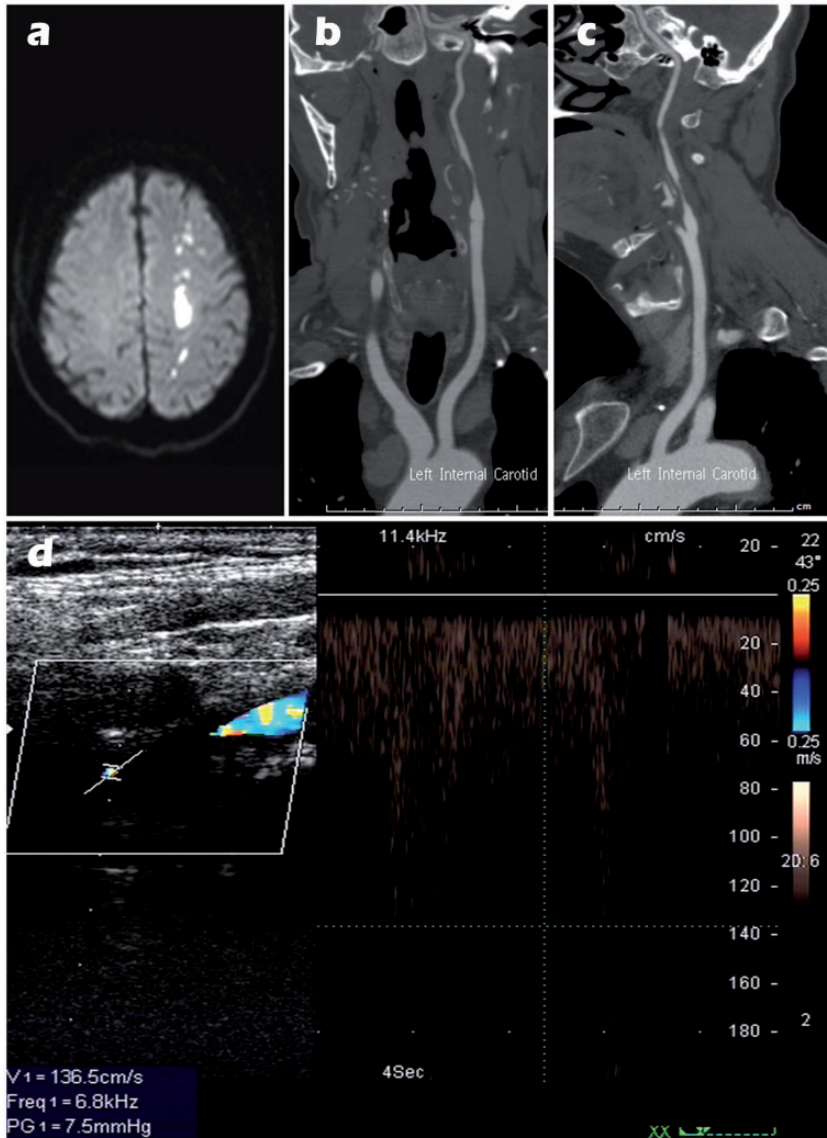 a
b
c
Left Internal Carotid
Left Internal Carotid
cm
d
11.4kHz
cm/s
22
43°
20 -
0.25
20 -
40 -
60 -
0.25
m/s
80 -
100 -
20:6
120 -
140 -
160 -
2
180 -
4Sec
V1 = 136.5cm/s
Freq1 = 6.8kHz
PG1 = 7.5mmHg
XX